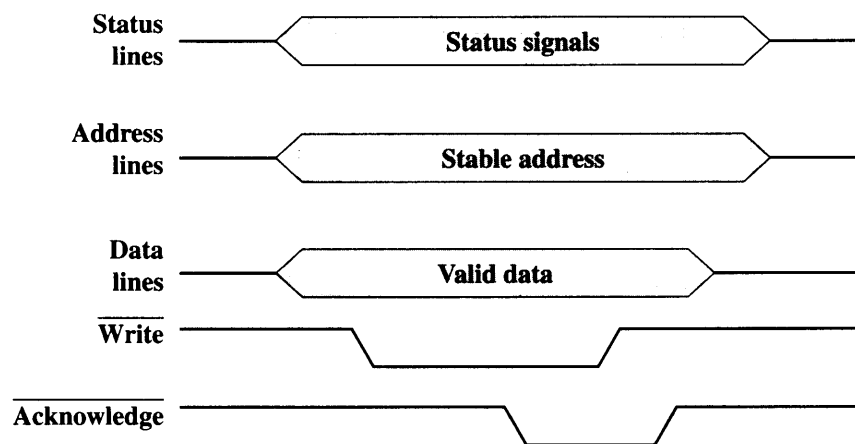 Status
lines
Status signals
Address
lines
Stable address
Data
lines
Valid data
Write
Acknowledge